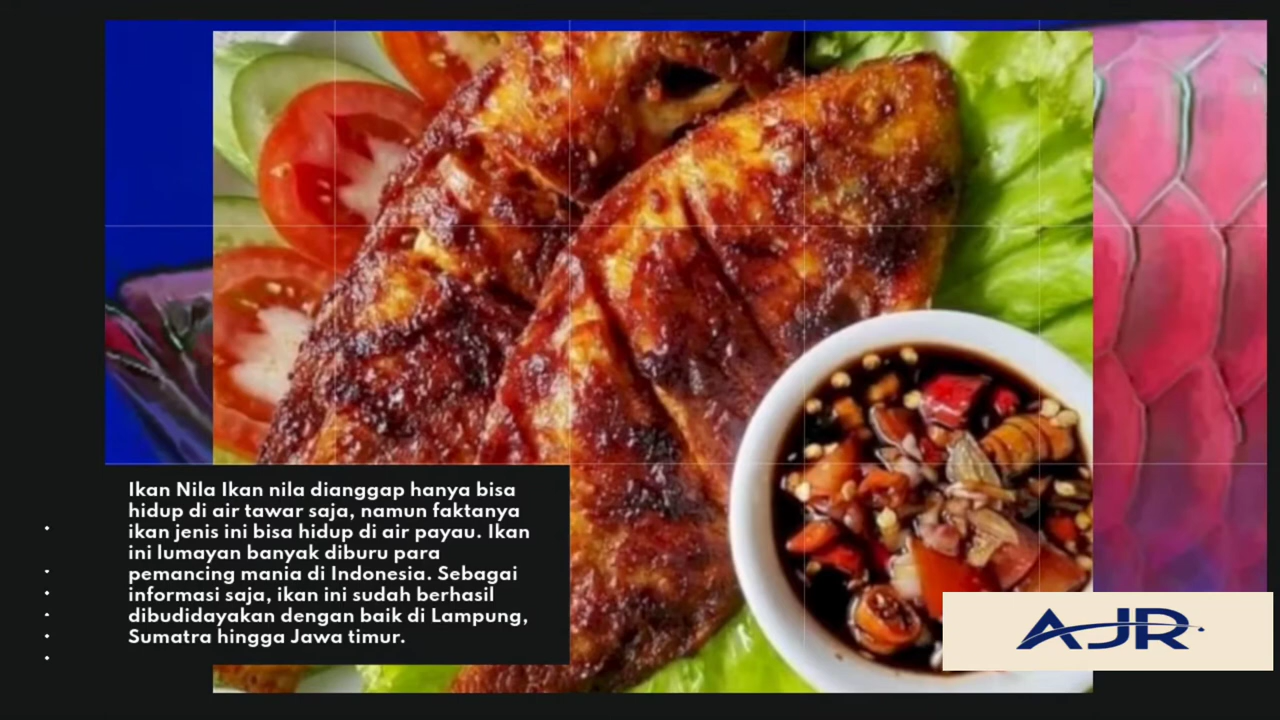 Ikan Nila Ikan nila dianggap hanya bisa
hidup di air tawar saja, namun faktanya
ikan jenis ini bisa hidup di air payau. Ikan
ini lumayan banyak diburu para
pemancing mania di Indonesia. Sebagai
informasi saja, ikan ini sudah berhasil
dibudidayakan dengan baik di Lampung,
Sumatra hingga Jawa timur.
AJR